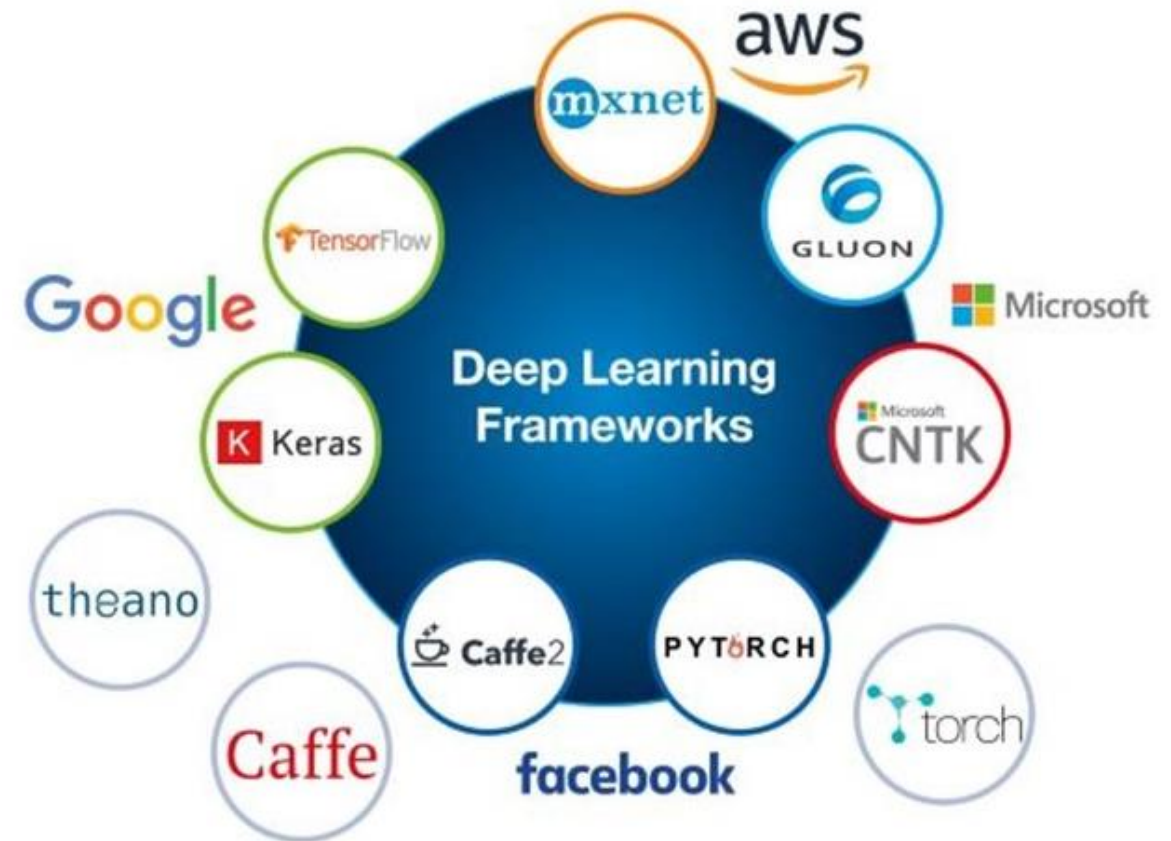 aws
mxnet
TensorFlow
GLUON
Google
Microsoft
Deep Learning
Frameworks
K Keras
Microsoft
CNTK
theano
Caffe2
PYTORCH
torch
Caffe
facebook